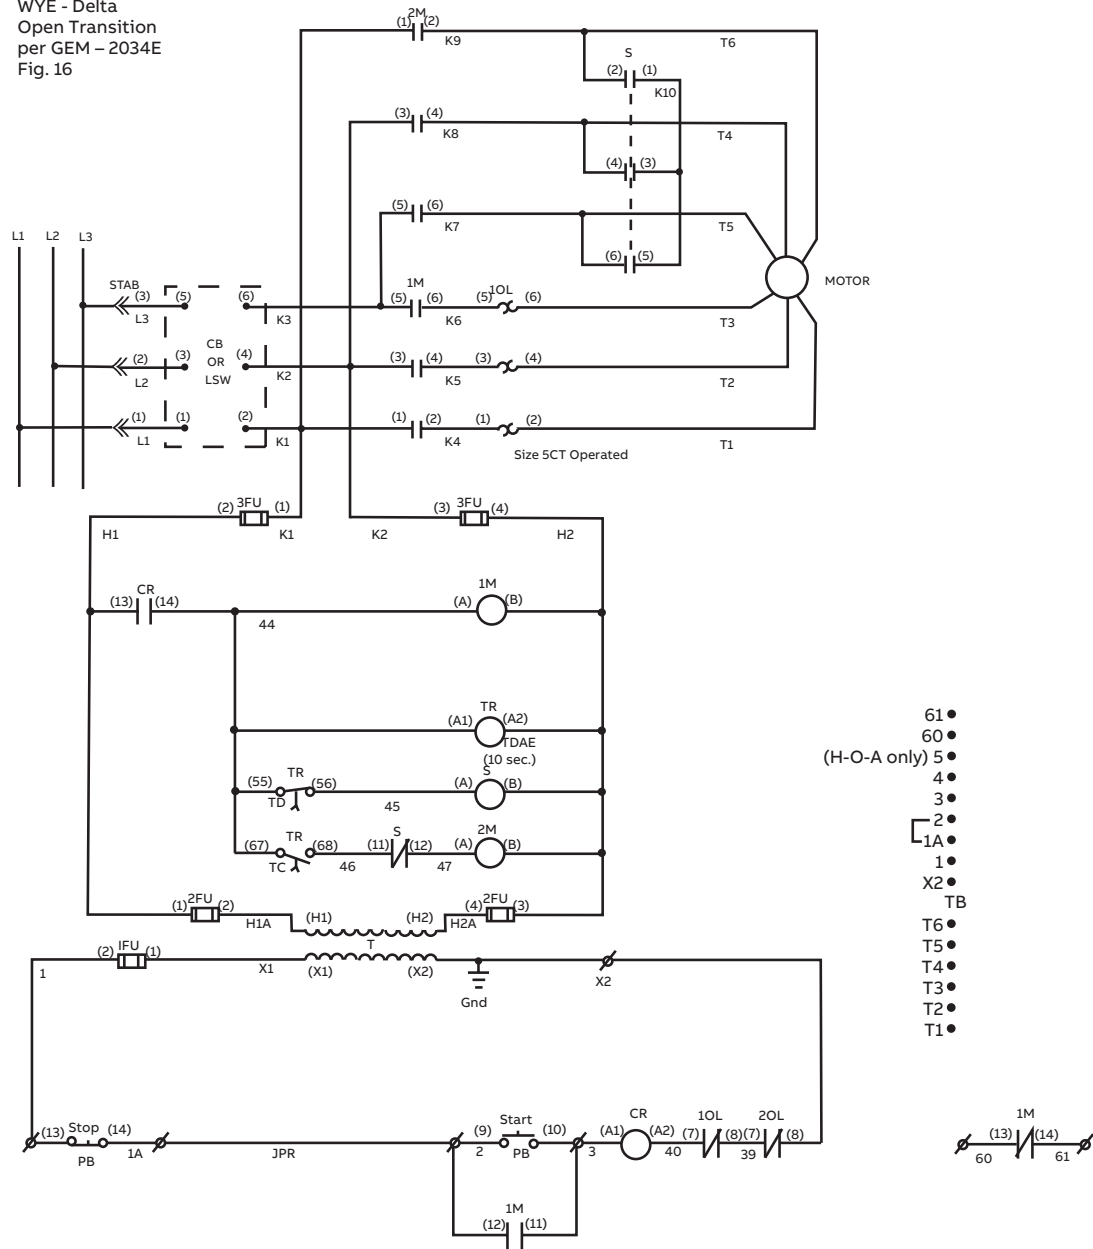 WYE - Delta
Open Transition
per GEM – 2034E
Fig. 16
2M
(1) (2)
K9
T6
S
(2) (1)
K10
(3) (4)
K8
T4
(4) (3)
(5) (6)
K7
T5
(6) (5)
L1 L2 L3
MOTOR
STAB
(3) (5) (6)
L3
K3
1M
(5) (6)
K6
1OL
(5) (6)
T3
CB
OR
LSW
(2) (3) (4)
L2
K2
(3) (4)
K5
(3) (4)
T2
(1) (1) (2)
L1
K1
(1) (2)
K4
(1) (2)
T1
Size 5CT Operated
(2) 3FU (1)
H1 K1
(3) 3FU (4)
K2 H2
CR
(13) (14)
44
1M
(A) (B)
TR
(A1) (A2)
TDAE
(10 sec.)
TR
(55) (56)
TD
45
S
(A) (B)
TR
(67) (68)
TC
46
S
(11) (12)
47
2M
(A) (B)
(1) 2FU (2)
H1A
(H1) (H2)
(4) 2FU (3)
H2A
T
(2) IFU (1)
1
X1
(X1) (X2)
Gnd
X2
(13) Stop (14)
PB
1A
JPR
Start
(9) (10)
2 PB 3
CR
(A1) (A2)
40
1OL
(7) (8)
39
2OL
(7) (8)
1M
(12) (11)
61
60
(H-O-A only) 5
4
3
2
1A
1
X2
TB
T6
T5
T4
T3
T2
T1
1M
(13) (14)
60 61